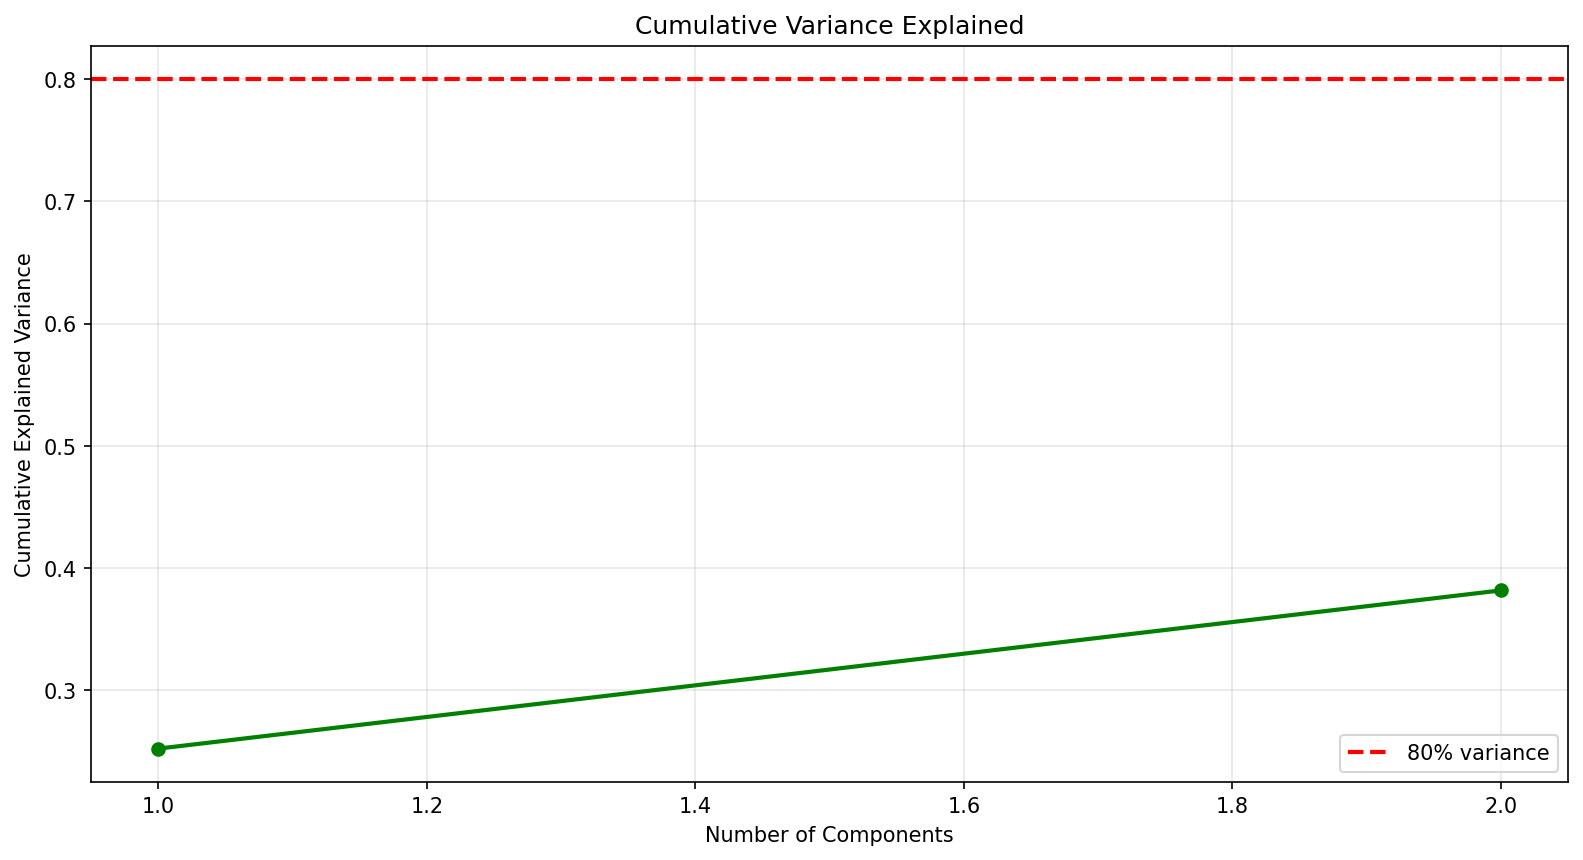 Cumulative Variance Explained
Cumulative Explained Variance
0.8
0.7
0.6
0.5
0.4
0.3
80% variance
1.0 1.2 1.4 1.6 1.8 2.0
Number of Components